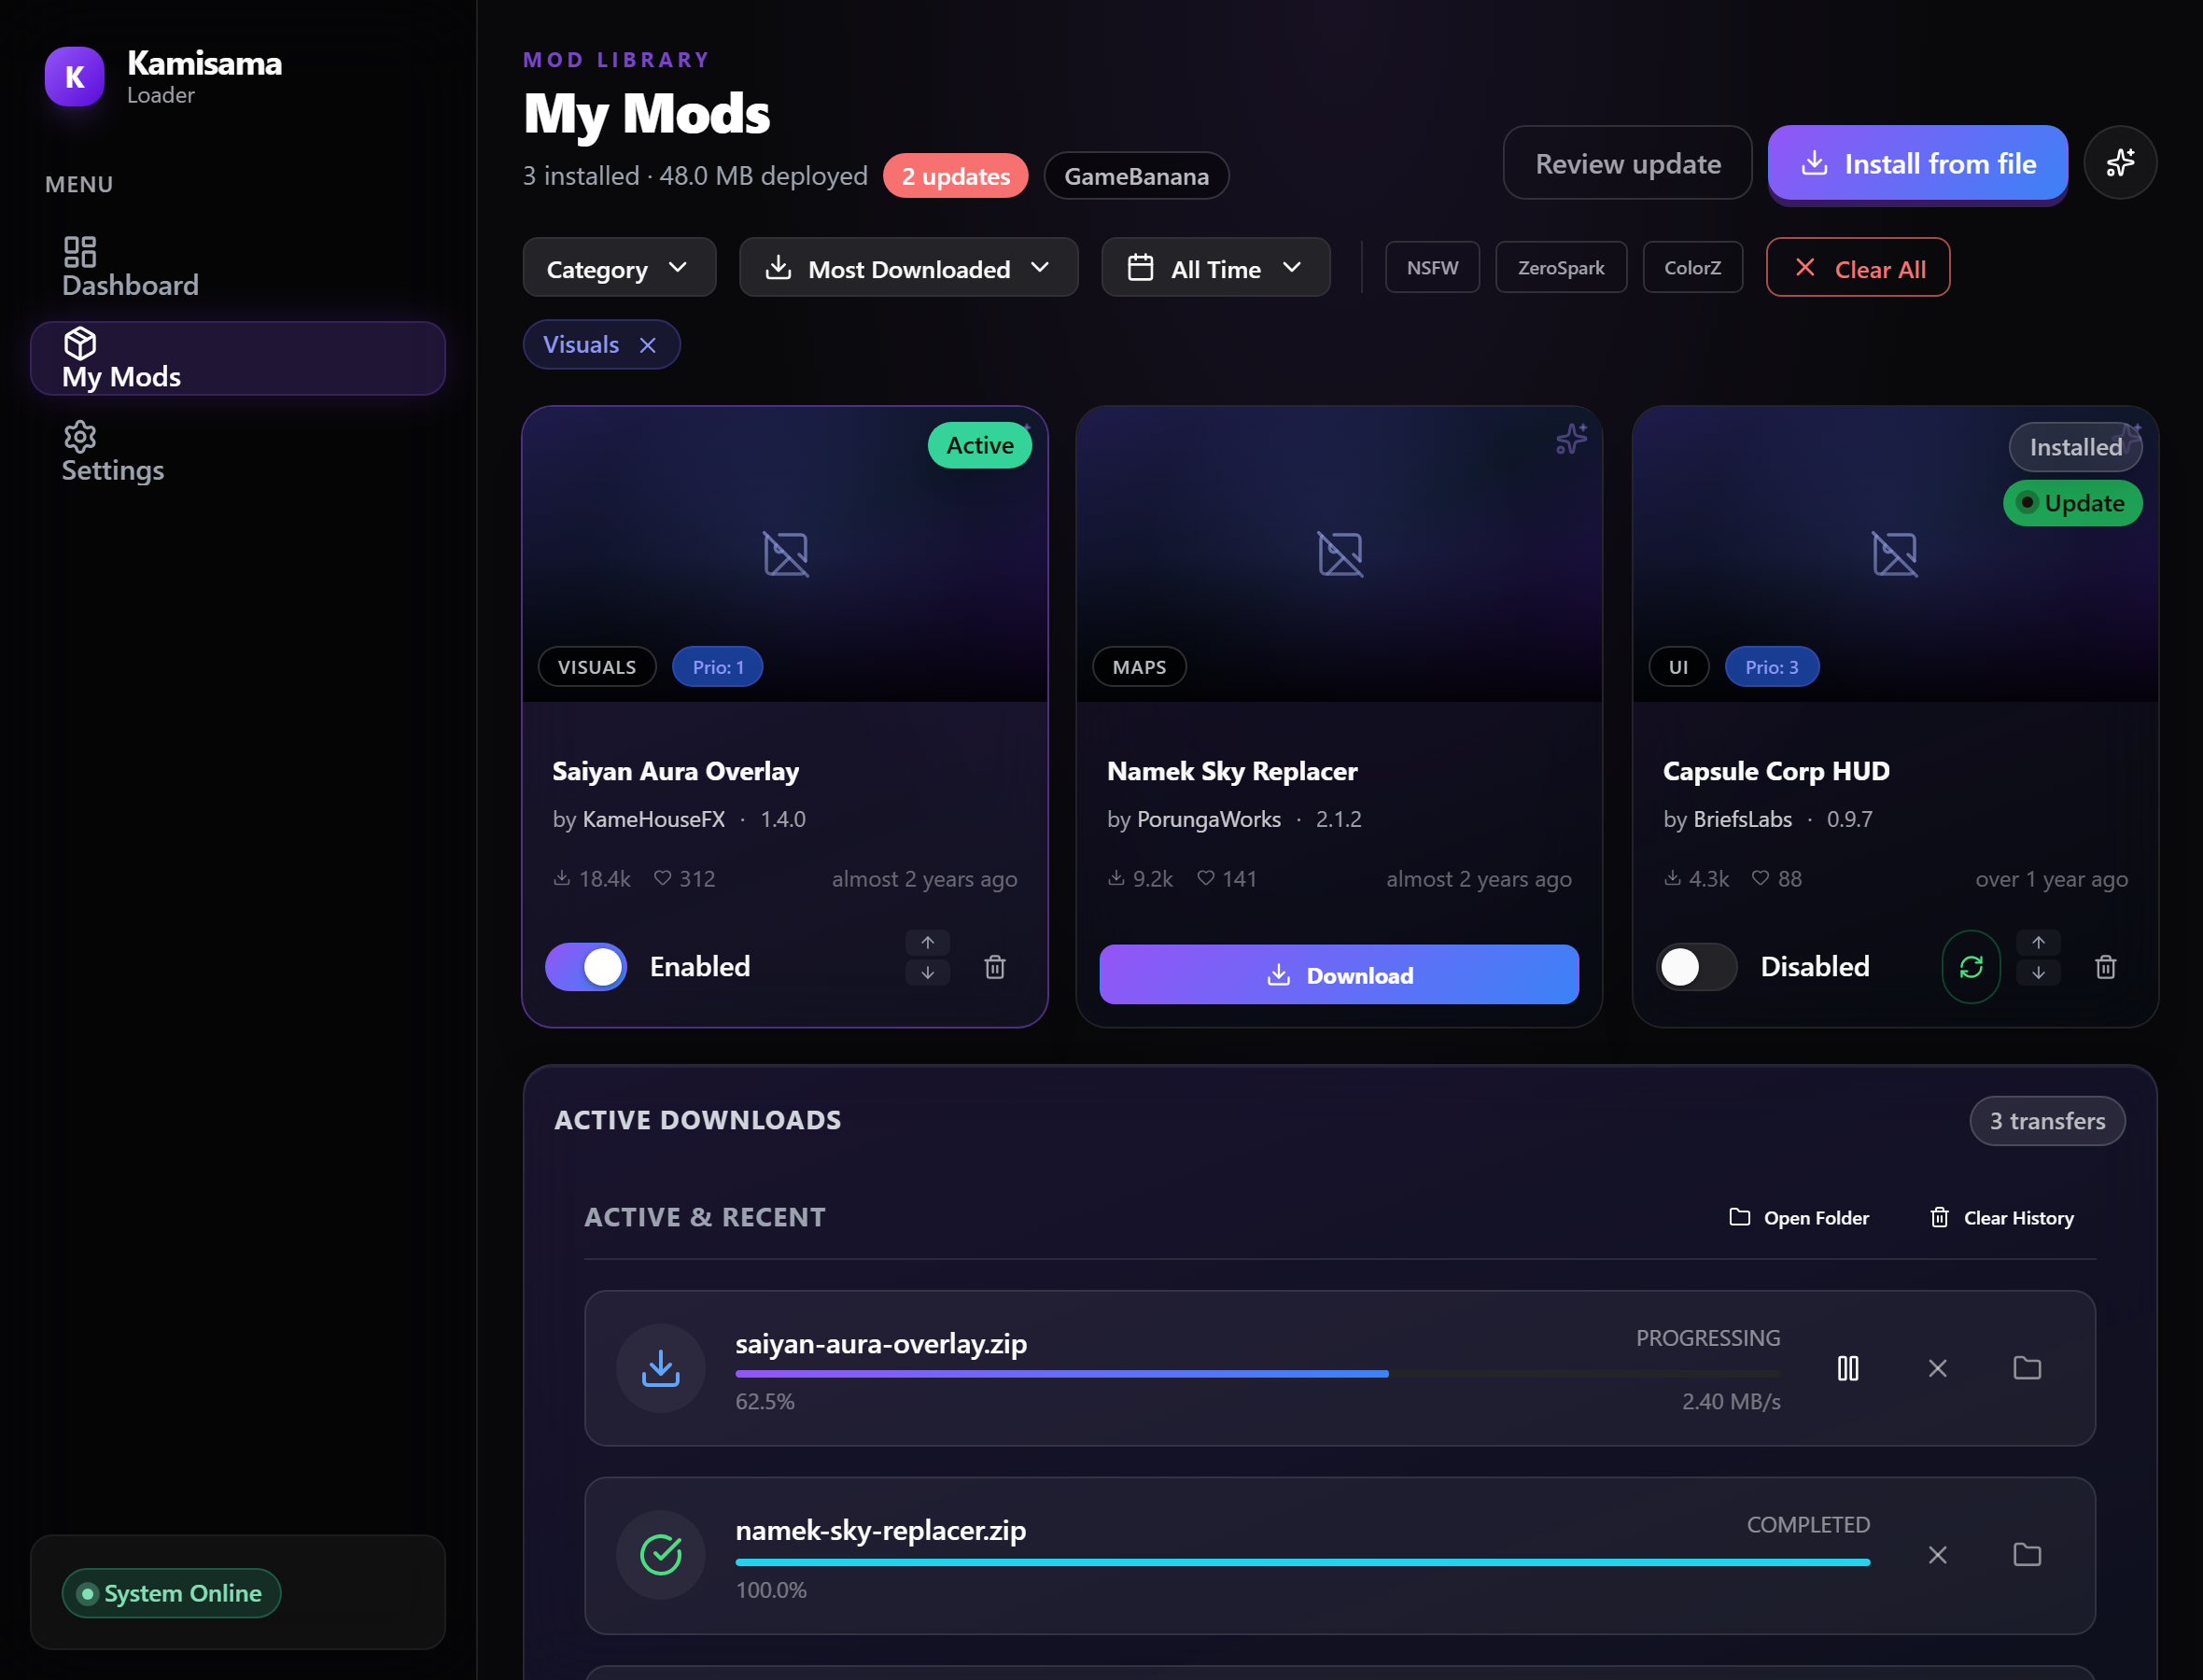 K
Kamisama
Loader
MENU
Dashboard
My Mods
Settings
System Online
MOD LIBRARY
My Mods
3 installed · 48.0 MB deployed
2 updates
GameBanana
Review update
Install from file
Category
Most Downloaded
All Time
NSFW
ZeroSpark
ColorZ
Clear All
Visuals
Active
VISUALS
Prio: 1
Saiyan Aura Overlay
by KameHouseFX · 1.4.0
18.4k
312
almost 2 years ago
Enabled
MAPS
Namek Sky Replacer
by PorungaWorks · 2.1.2
9.2k
141
almost 2 years ago
Download
Installed
Update
UI
Prio: 3
Capsule Corp HUD
by BriefsLabs · 0.9.7
4.3k
88
over 1 year ago
Disabled
ACTIVE DOWNLOADS
3 transfers
ACTIVE & RECENT
Open Folder
Clear History
saiyan-aura-overlay.zip
PROGRESSING
62.5%
2.40 MB/s
namek-sky-replacer.zip
COMPLETED
100.0%